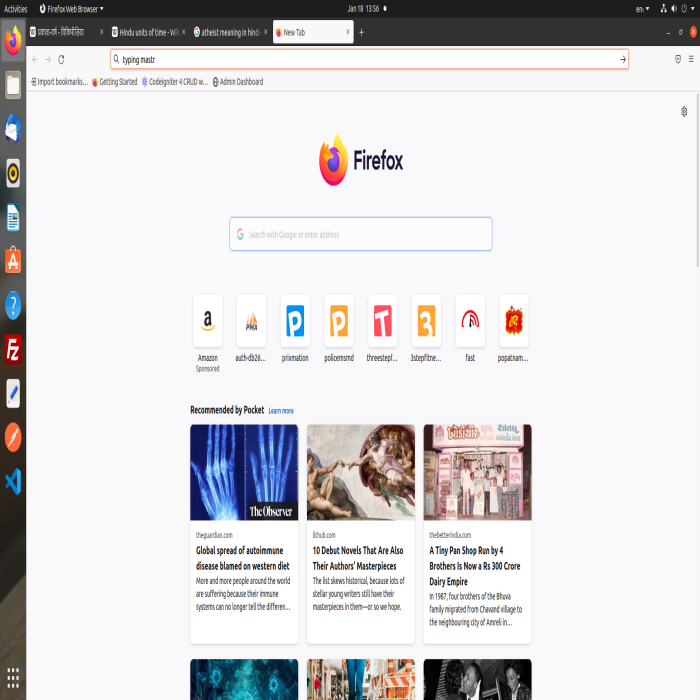 Activities
Firefox Web Browser
Jan 18 13:56
en
प्रकाश-वर्ष - विकिपीडिया
Hindu units of time - Wik
atheist meaning in hindi
New Tab
typing mastr
Import bookmarks...
Getting Started
Codeigniter 4 CRUD w...
Admin Dashboard
Firefox
Search with Google or enter address
a
PMA
P
P
T
3
Amazon
Sponsored
auth-db26...
prixmation
policemsmd
threestepf...
3stepfitne...
fast
popatnam...
Recommended by Pocket Learn more
The Observer
theguardian.com
Global spread of autoimmune
disease blamed on western diet
More and more people around the world
are suffering because their immune
systems can no longer tell the differen...
lithub.com
10 Debut Novels That Are Also
Their Authors’ Masterpieces
The list skews historical, because lots of
stellar young writers still have their
masterpieces in them—or so we hope.
thebetterindia.com
A Tiny Pan Shop Run by 4
Brothers Is Now a Rs 300 Crore
Dairy Empire
In 1987, four brothers of the Bhuva
family migrated from Chavand village to
the neighbouring city of Amreli in...